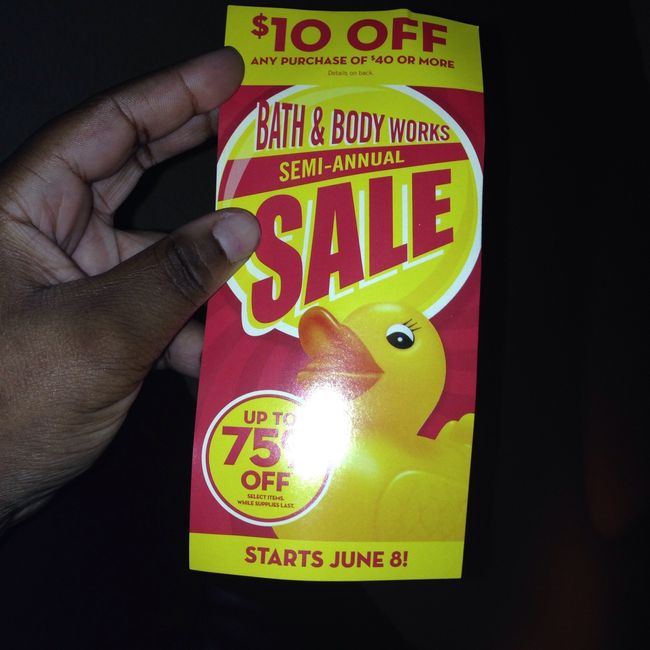 $10 OFF
ANY PURCHASE OF $40 OR MORE
Details on back.
BATH & BODY WORKS
SEMI-ANNUAL
SALE
UP TO
75%
OFF
SELECT ITEMS.
WHILE SUPPLIES LAST.
STARTS JUNE 8!